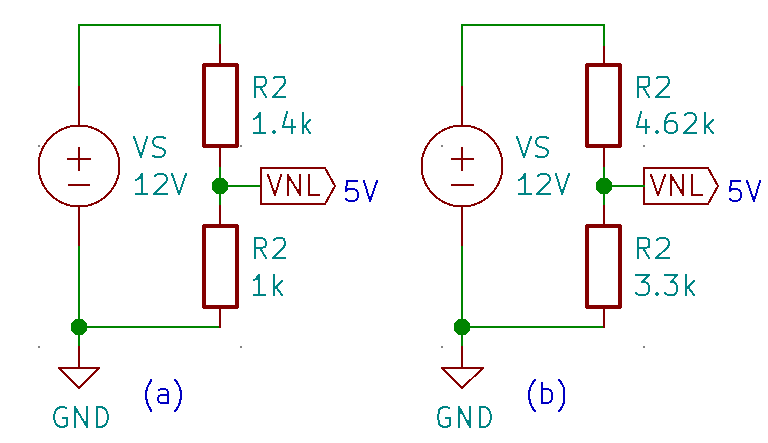 R2
1.4k
VS
12V
VNL
5V
R2
1k
GND
(a)
R2
4.62k
VS
12V
VNL
5V
R2
3.3k
GND
(b)